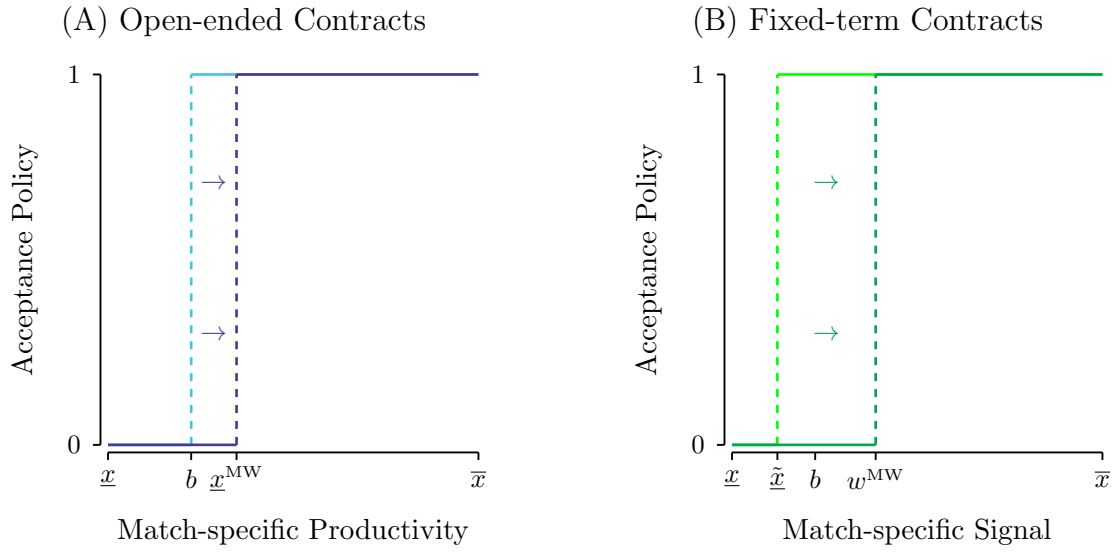 (A) Open-ended Contracts
1
0
Acceptance Policy
x̲ b x̲ᴹᵂ x̅
Match-specific Productivity
(B) Fixed-term Contracts
1
0
Acceptance Policy
x̲ x̲̃ b wᴹᵂ x̅
Match-specific Signal